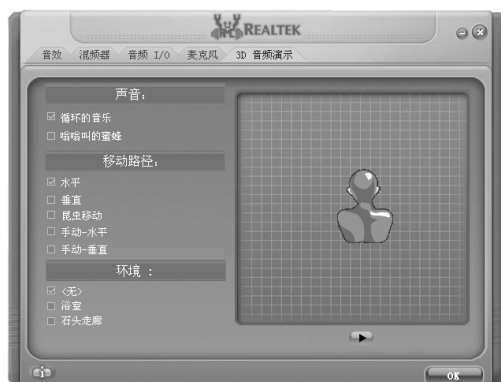 REALTEK
音效 混频器 音频 I/O 麦克风 3D 音频演示
声音：
循环的音乐
嗡嗡叫的蜜蜂
移动路径：
水平
垂直
昆虫移动
手动-水平
手动-垂直
环境 ：
<无>
浴室
石头走廊
OK